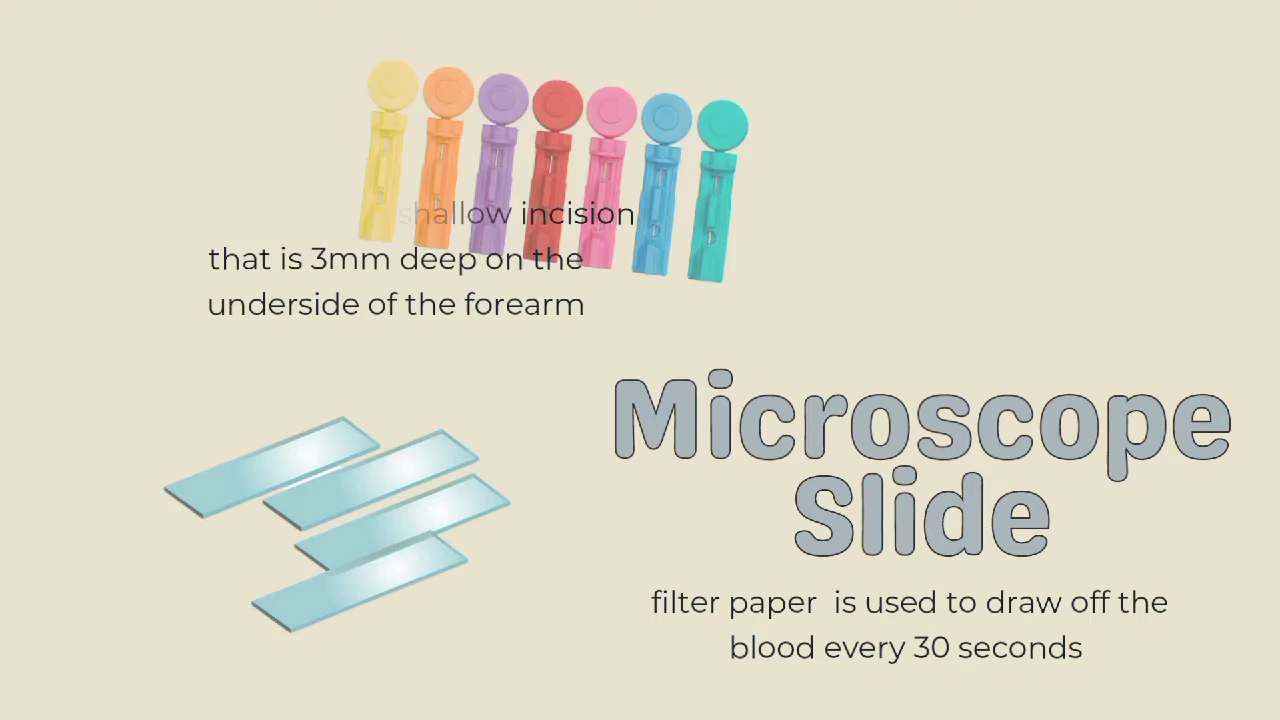 shallow incision
that is 3mm deep on the
underside of the forearm
Microscope
Slide
filter paper  is used to draw off the
blood every 30 seconds